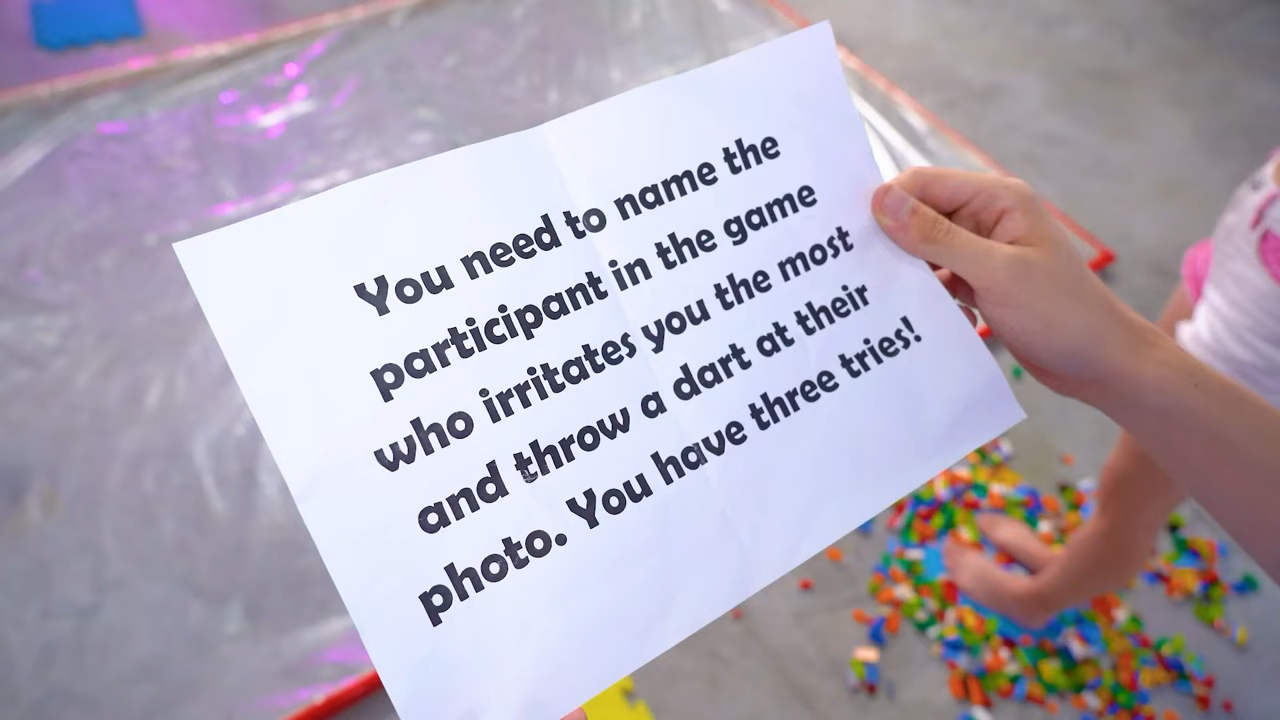 You need to name the
participant in the game
who irritates you the most
and throw a dart at their
photo. You have three tries!